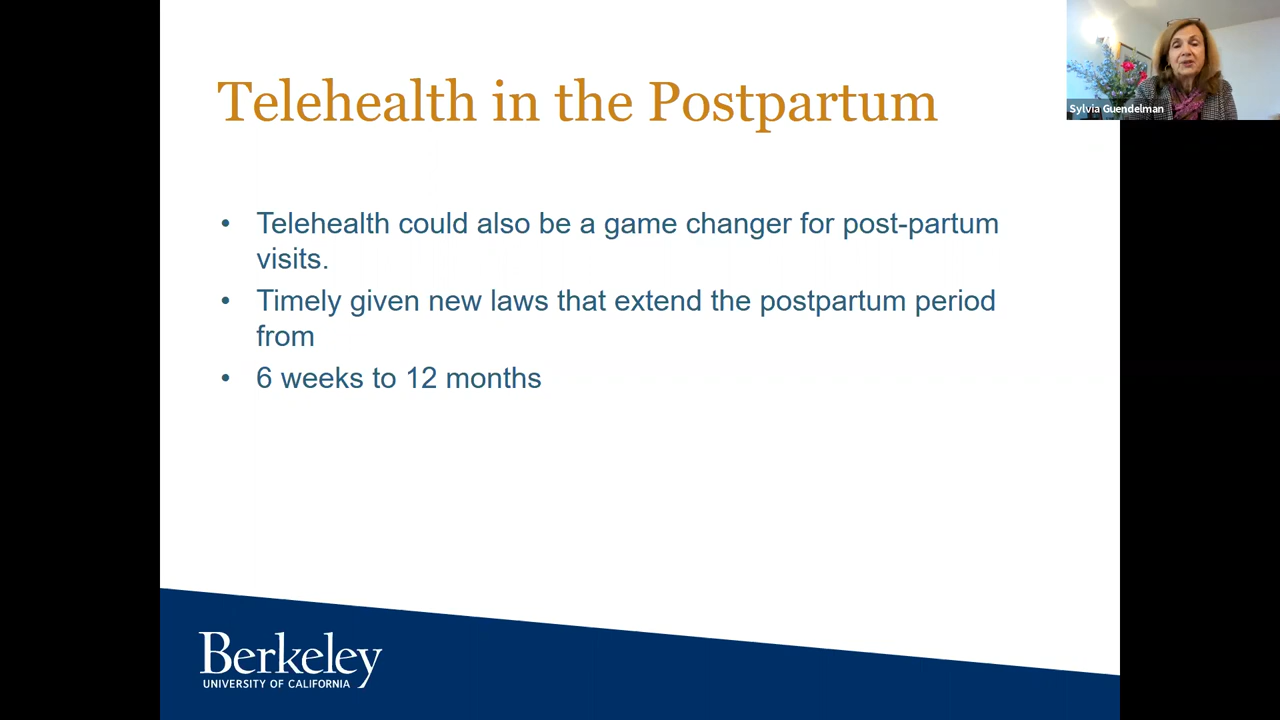 Telehealth in the Postpartum
Sylvia Guendelman
• Telehealth could also be a game changer for post-partum
visits.
• Timely given new laws that extend the postpartum period
from
• 6 weeks to 12 months
Berkeley
UNIVERSITY OF CALIFORNIA